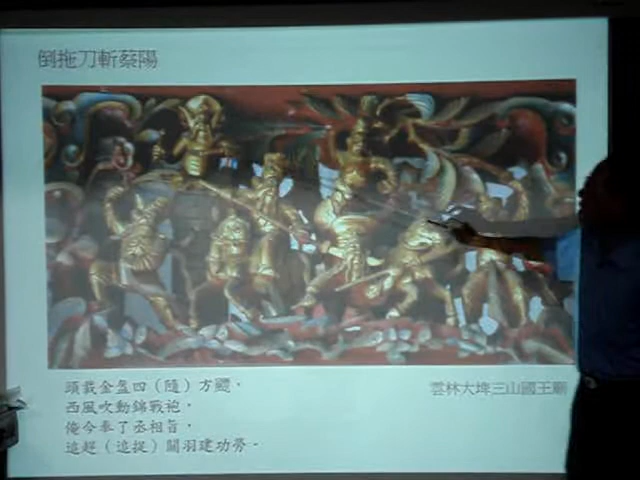 倒拖刀斬蔡陽
頭戴金盔四（隨）方飄，
西風吹動錦戰袍，
俺今奉了丞相旨，
追趕（追捉）關羽建功勞。
雲林大埤三山國王廟